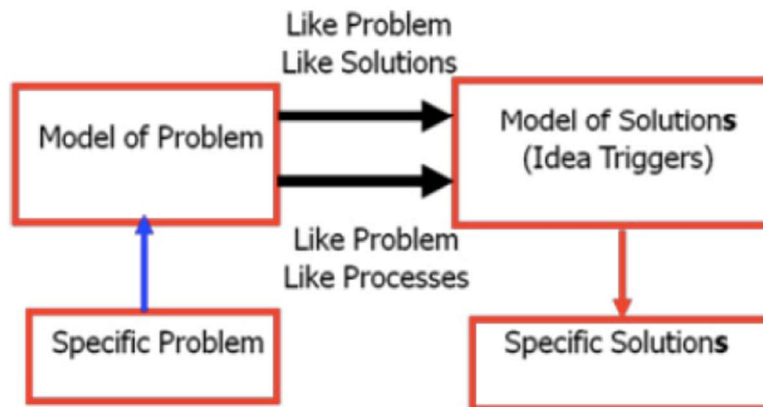 Like Problem
Like Solutions
Model of Problem
Model of Solutions
(Idea Triggers)
Like Problem
Like Processes
Specific Problem
Specific Solutions